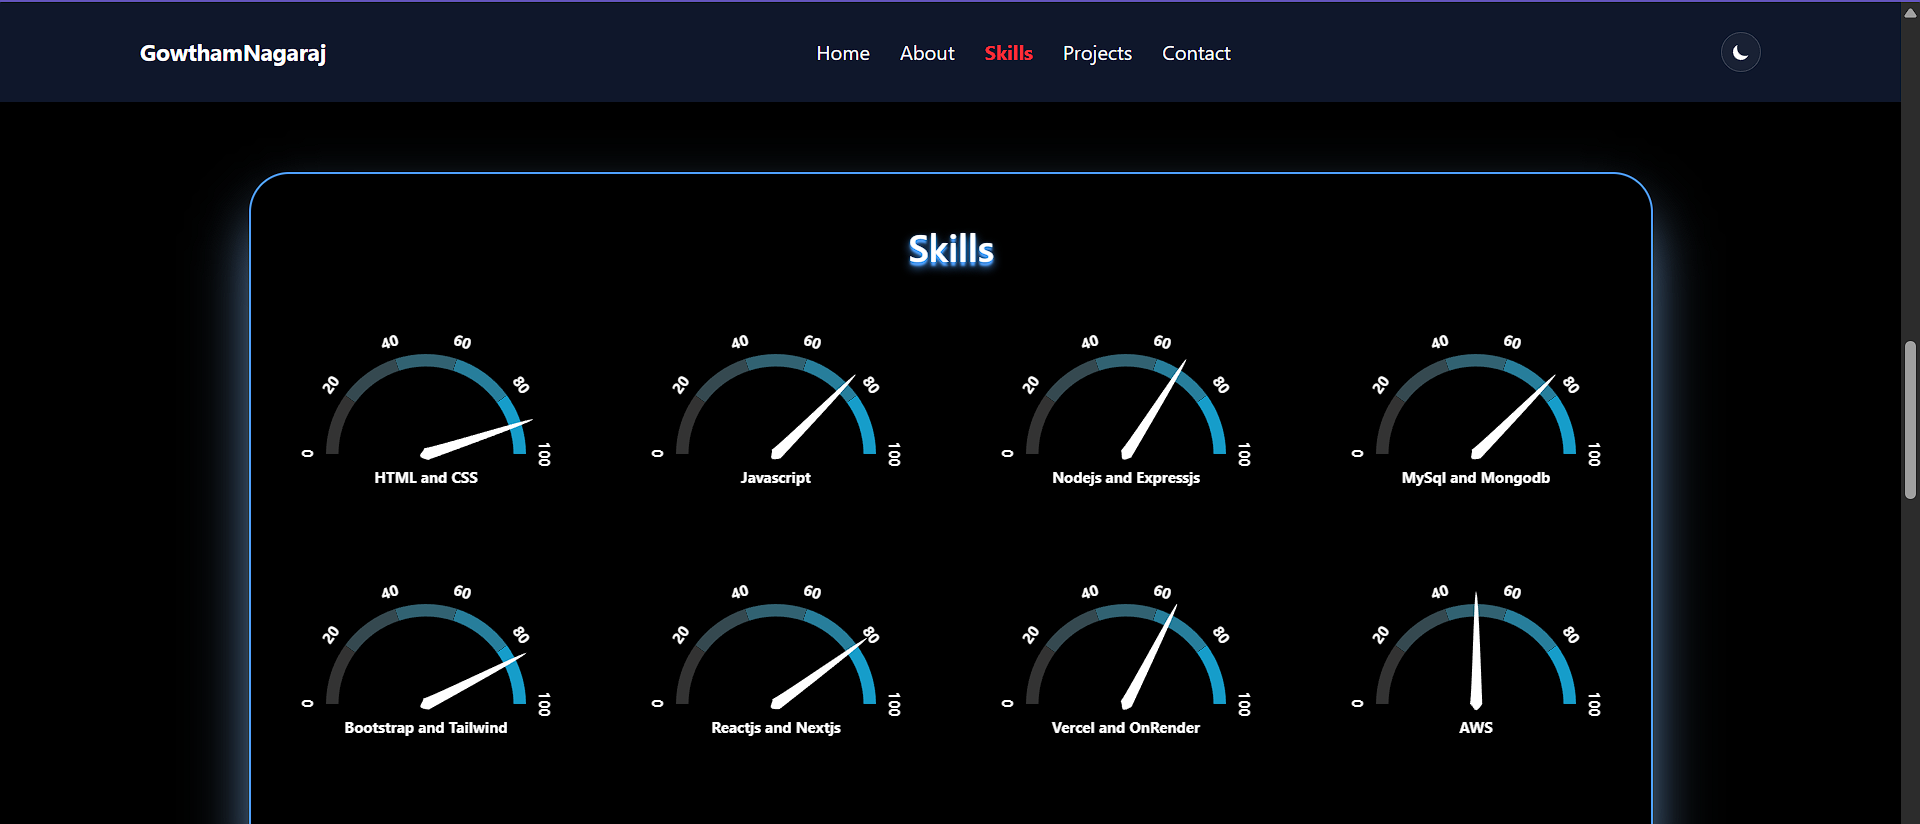 GowthamNagaraj
Home About Skills Projects Contact
Skills
0 20 40 60 80 100
HTML and CSS
0 20 40 60 80 100
Javascript
0 20 40 60 80 100
Nodejs and Expressjs
0 20 40 60 80 100
MySql and Mongodb
0 20 40 60 80 100
Bootstrap and Tailwind
0 20 40 60 80 100
Reactjs and Nextjs
0 20 40 60 80 100
Vercel and OnRender
0 20 40 60 80 100
AWS